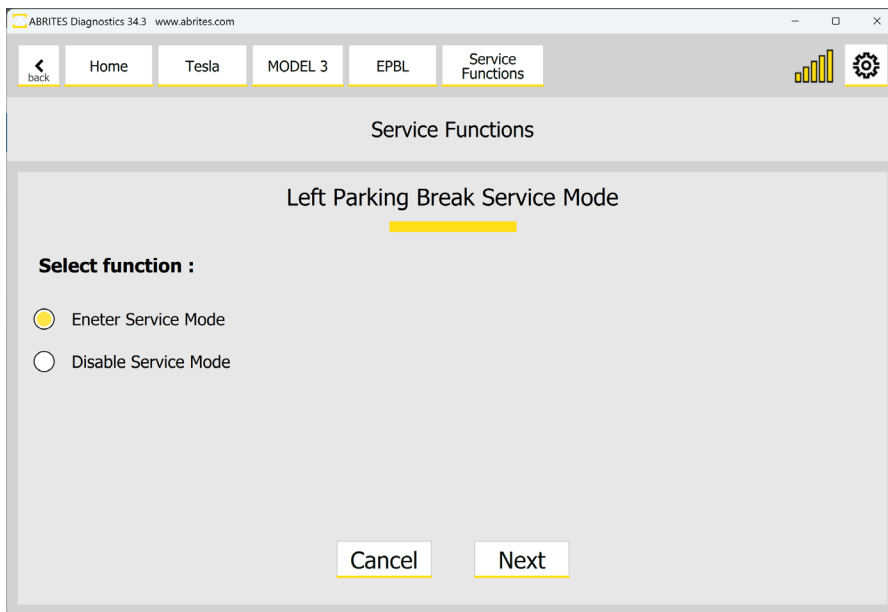 ABRITES Diagnostics 34.3 www.abrites.com
back
Home
Tesla
MODEL 3
EPBL
Service
Functions
Service Functions
Left Parking Break Service Mode
Select function :
Eneter Service Mode
Disable Service Mode
Cancel
Next